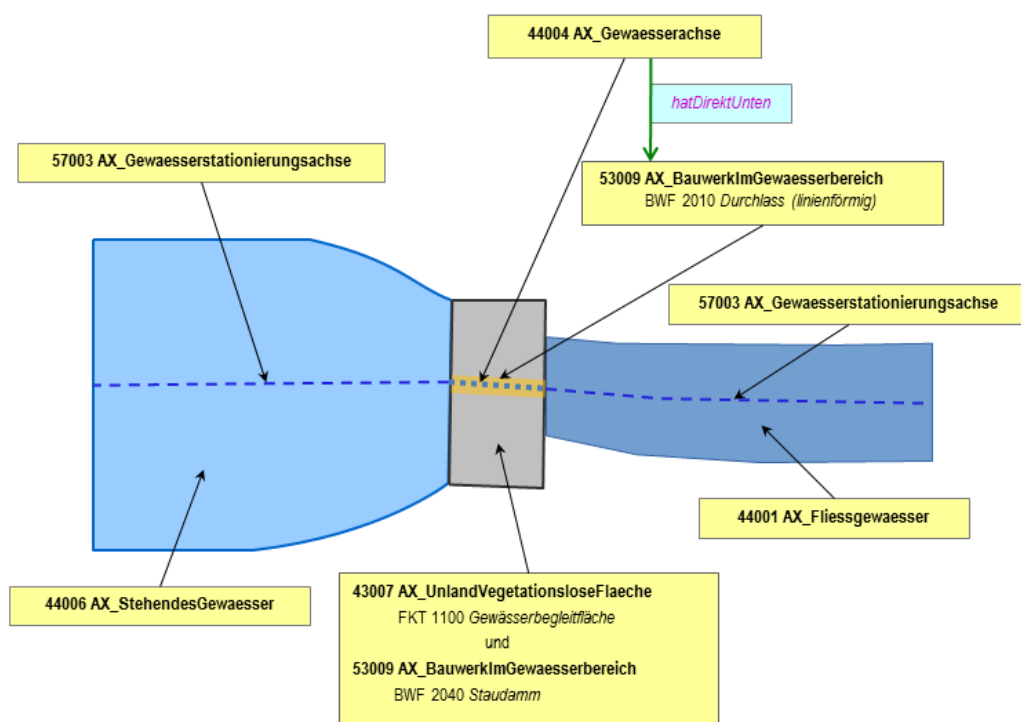 44004 AX_Gewaesserachse
hatDirektUnten
57003 AX_Gewaesserstationierungsachse
53009 AX_BauwerkImGewaesserbereich
BWF 2010 Durchlass (linienförmig)
57003 AX_Gewaesserstationierungsachse
44001 AX_Fliessgewaesser
44006 AX_StehendesGewaesser
43007 AX_UnlandVegetationsloseFlaeche
FKT 1100 Gewässerbegleitfläche
und
53009 AX_BauwerkImGewaesserbereich
BWF 2040 Staudamm